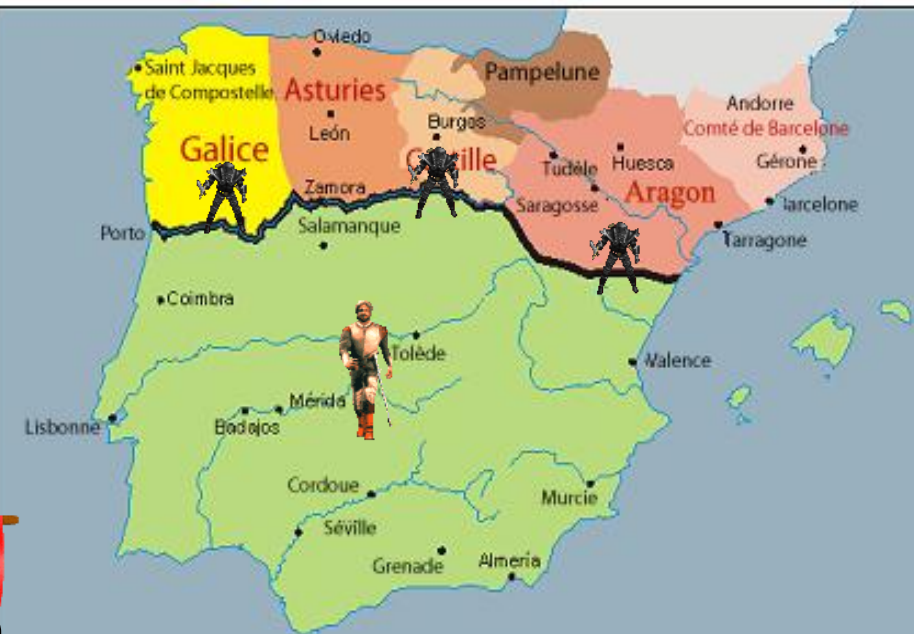 Oviedo
Saint Jacques
de Compostelle
Asturies
Pampelune
León
Galice
Burgos
Andorre
Comté de Barcelone
Tudèle
Huesca
Gérone
Zamora
Aragon
Saragosse
Porto
Salamanque
Tarragone
Coimbra
Tolède
Valence
Mérida
Lisbonne
Badajos
Cordoue
Murcie
Séville
Grenade
Almería